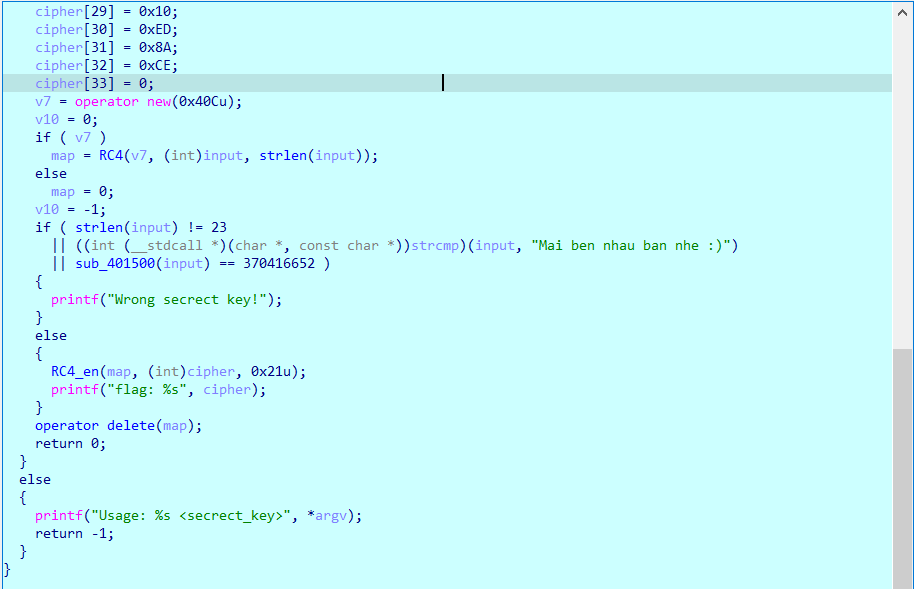 cipher[29] = 0x10;
cipher[30] = 0xED;
cipher[31] = 0x8A;
cipher[32] = 0xCE;
cipher[33] = 0;
v7 = operator new(0x40Cu);
v10 = 0;
if ( v7 )
map = RC4(v7, (int)input, strlen(input));
else
map = 0;
v10 = -1;
if ( strlen(input) != 23
|| ((int (__stdcall *)(char *, const char *))strcmp)(input, "Mai ben nhau ban nhe :)")
|| sub_401500(input) == 370416652 )
{
printf("Wrong secrect key!");
}
else
{
RC4_en(map, (int)cipher, 0x21u);
printf("flag: %s", cipher);
}
operator delete(map);
return 0;
}
else
{
printf("Usage: %s <secrect_key>", *argv);
return -1;
}
}